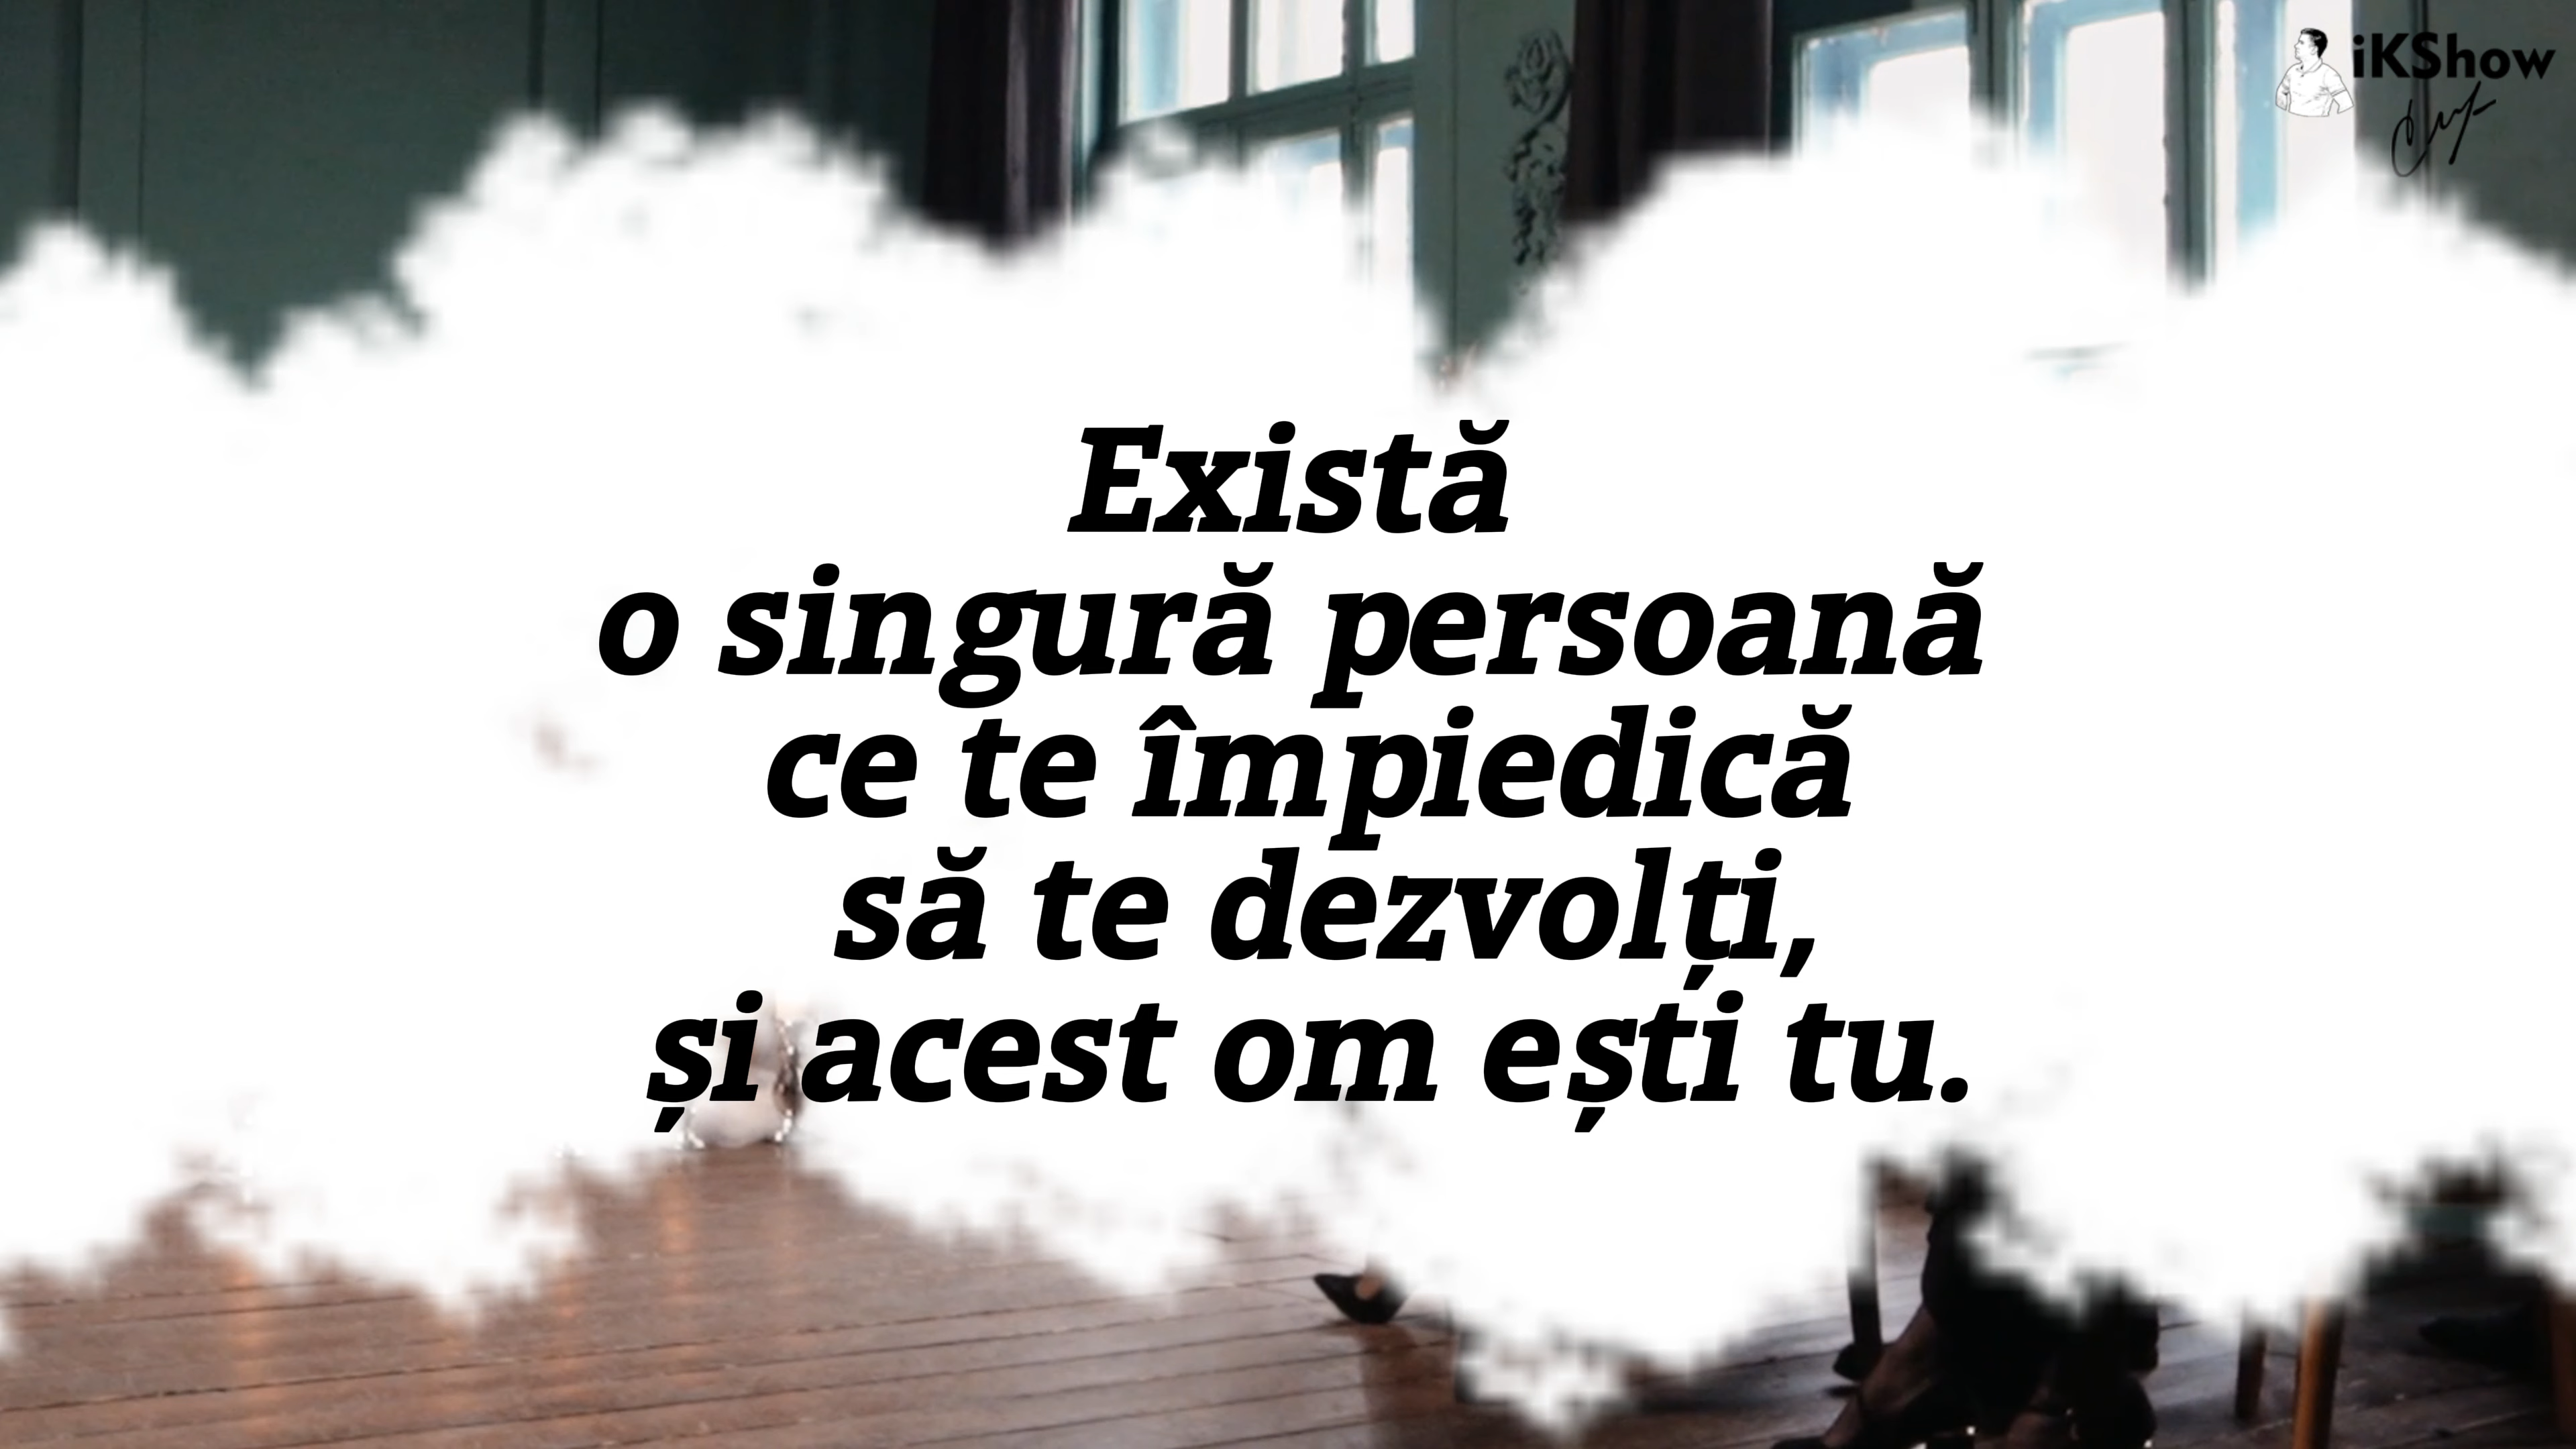 iKShow
Există
o singură persoană
ce te împiedică
să te dezvolți,
și acest om ești tu.